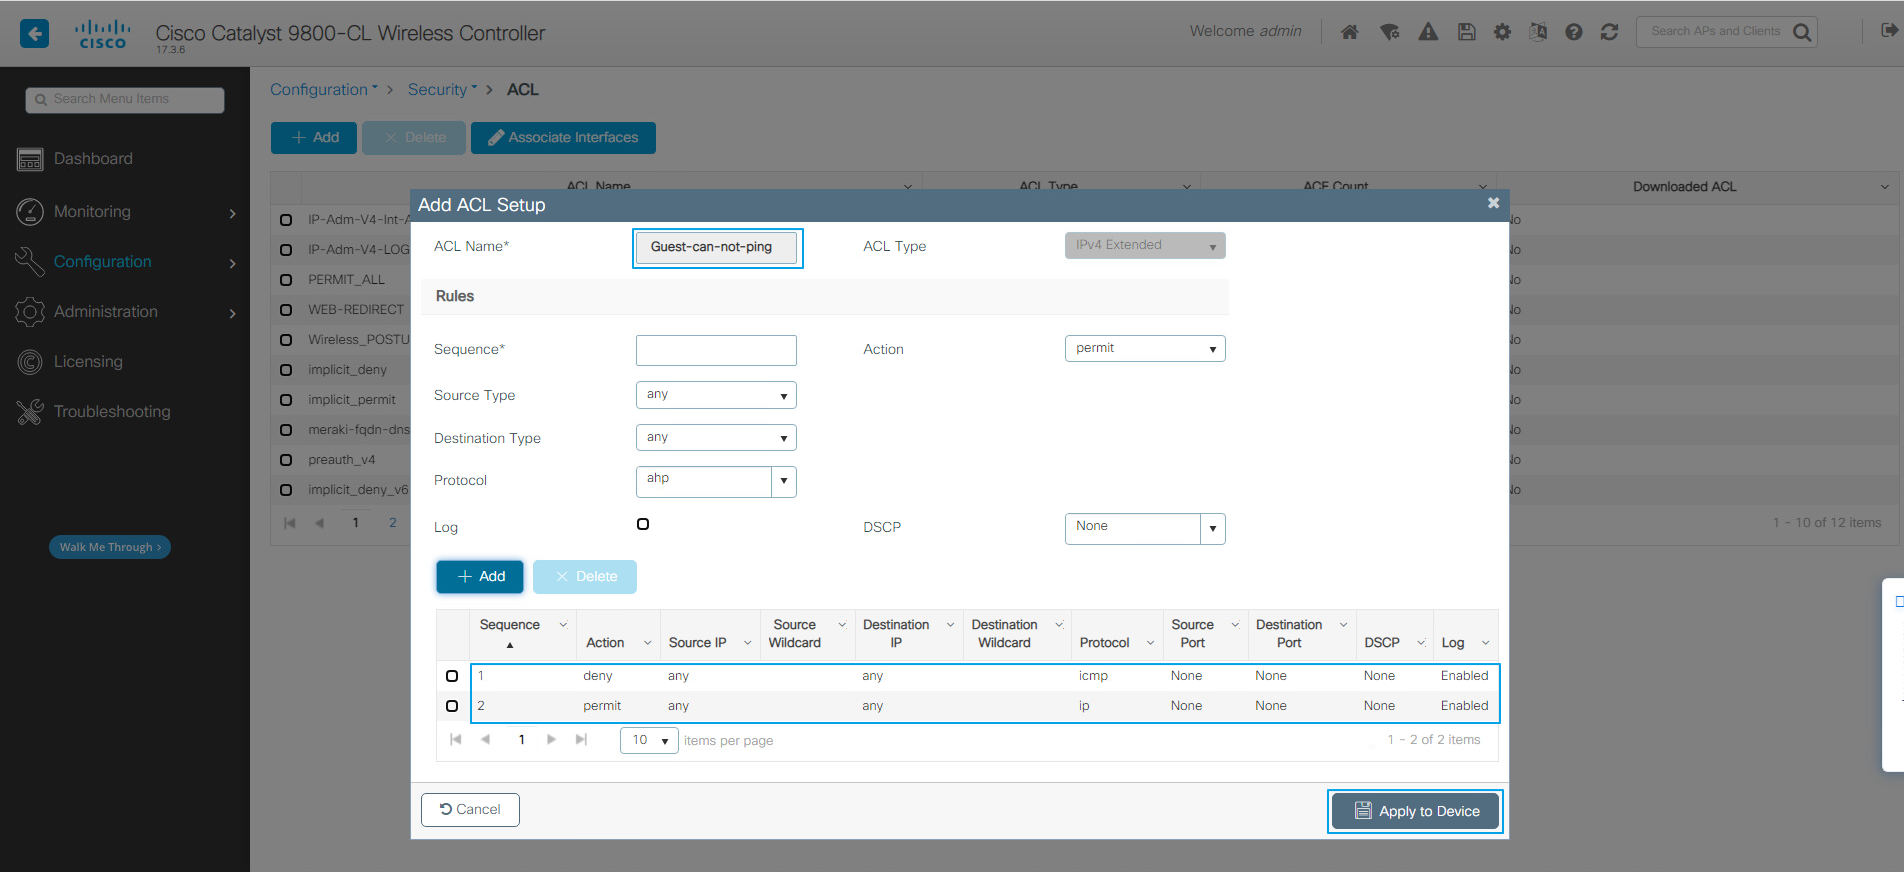 CISCO
Cisco Catalyst 9800-CL Wireless Controller
17.3.6
Welcome admin
Search APs and Clients
Search Menu Items
Dashboard
Monitoring
Configuration
Administration
Licensing
Troubleshooting
Walk Me Through >
Configuration > Security > ACL
+ Add
× Delete
Associate Interfaces
ACL Name ACL Type ACE Count Downloaded ACL
IP-Adm-V4-Int-
IP-Adm-V4-LOG
PERMIT_ALL
WEB-REDIRECT
Wireless_POSTU
implicit_deny
implicit_permit
meraki-fqdn-dns
preauth_v4
implicit_deny_v6
No
No
No
No
No
No
No
No
No
No
1 2
1 - 10 of 12 items
Add ACL Setup
ACL Name* Guest-can-not-ping ACL Type IPv4 Extended
Rules
Sequence* Action permit
Source Type any
Destination Type any
Protocol ahp
Log DSCP None
+ Add
× Delete
Sequence Action Source IP Source Wildcard Destination IP Destination Wildcard Protocol Source Port Destination Port DSCP Log
1 deny any any icmp None None None Enabled
2 permit any any ip None None None Enabled
1 10 items per page 1 - 2 of 2 items
Cancel
Apply to Device